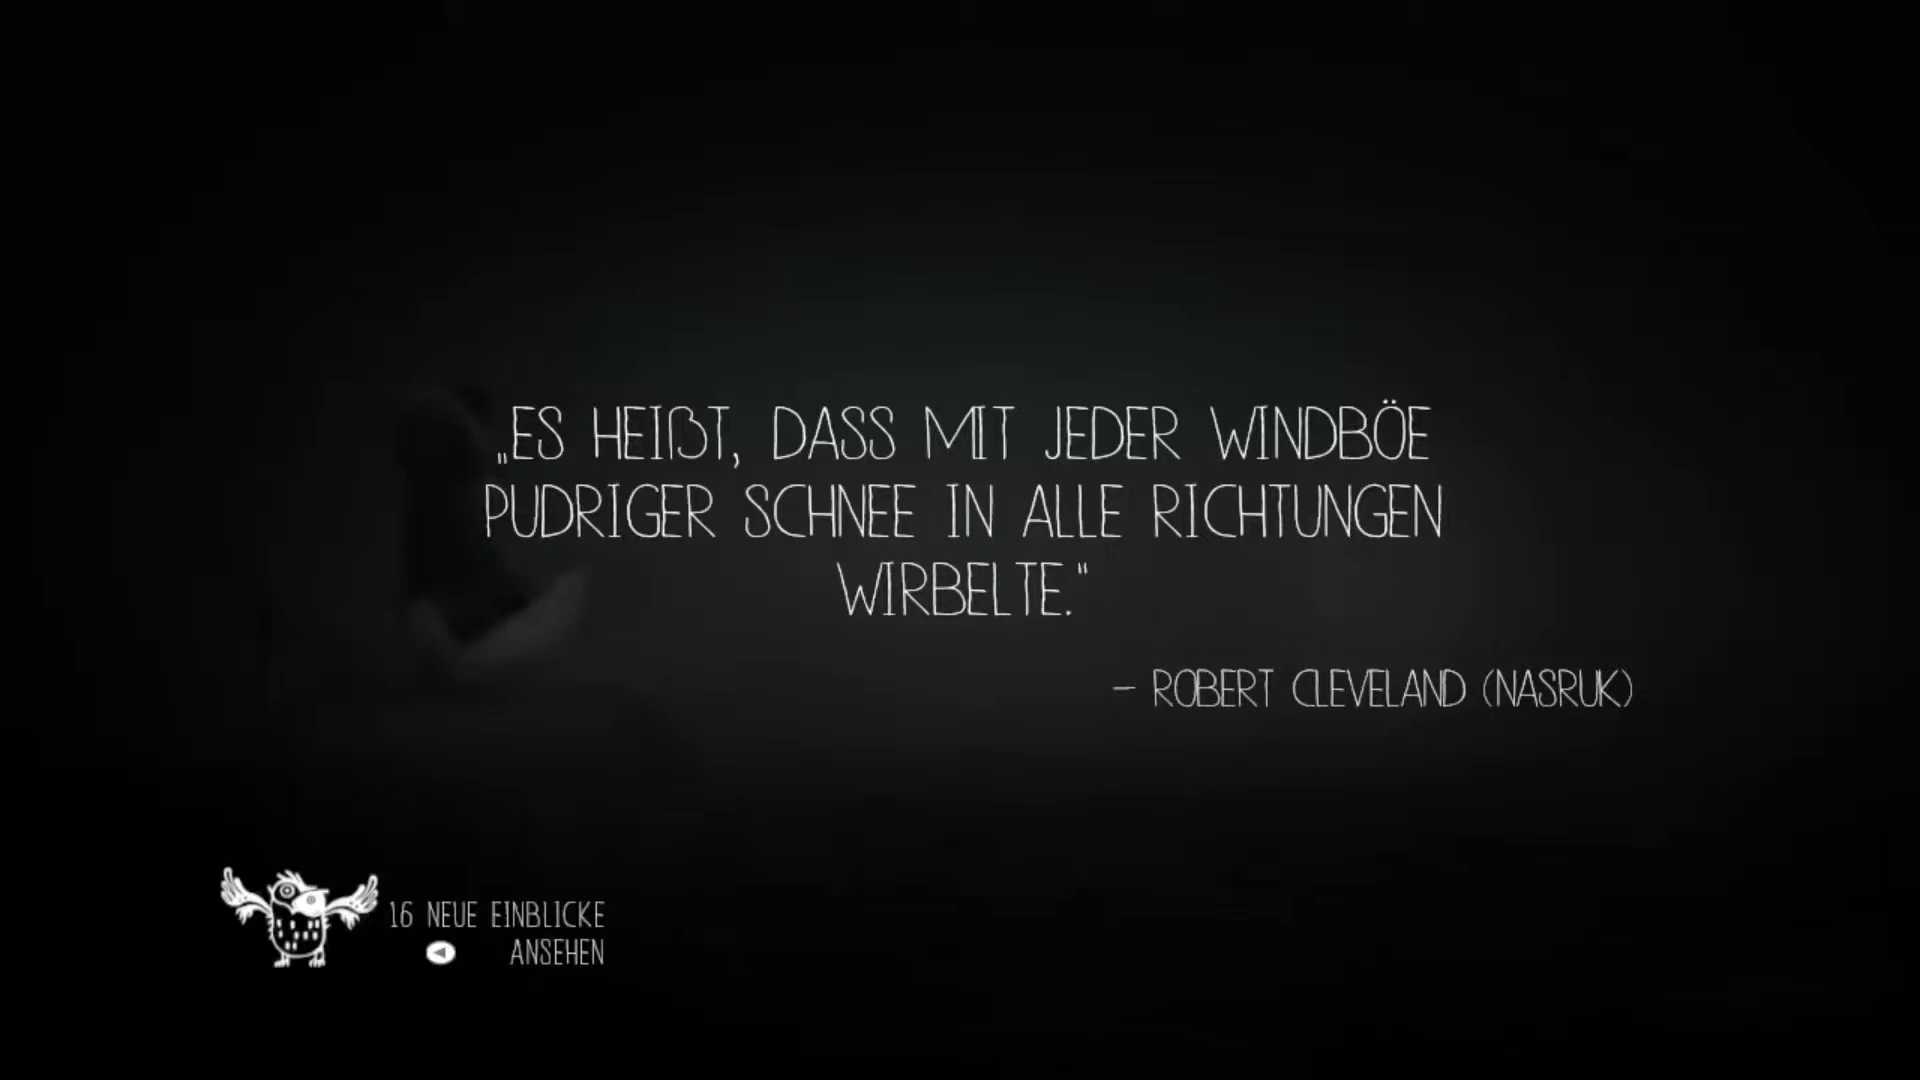 „ES HEIẞT, DASS MIT JEDER WINDBÖE
PUDRIGER SCHNEE IN ALLE RICHTUNGEN
WIRBELTE."
– ROBERT CLEVELAND (NASRUK)
16 NEUE EINBLICKE
ANSEHEN